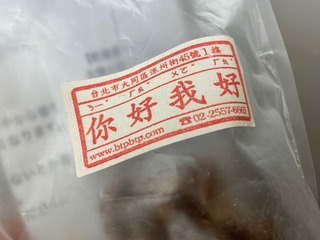 台北市大同區涼州街45號1樓
ㄋㄧˇ ㄏㄠˇ ㄨㄛˇ ㄏㄠˇ
你好我好
www.btpbtp.com ☎02-2557-6665